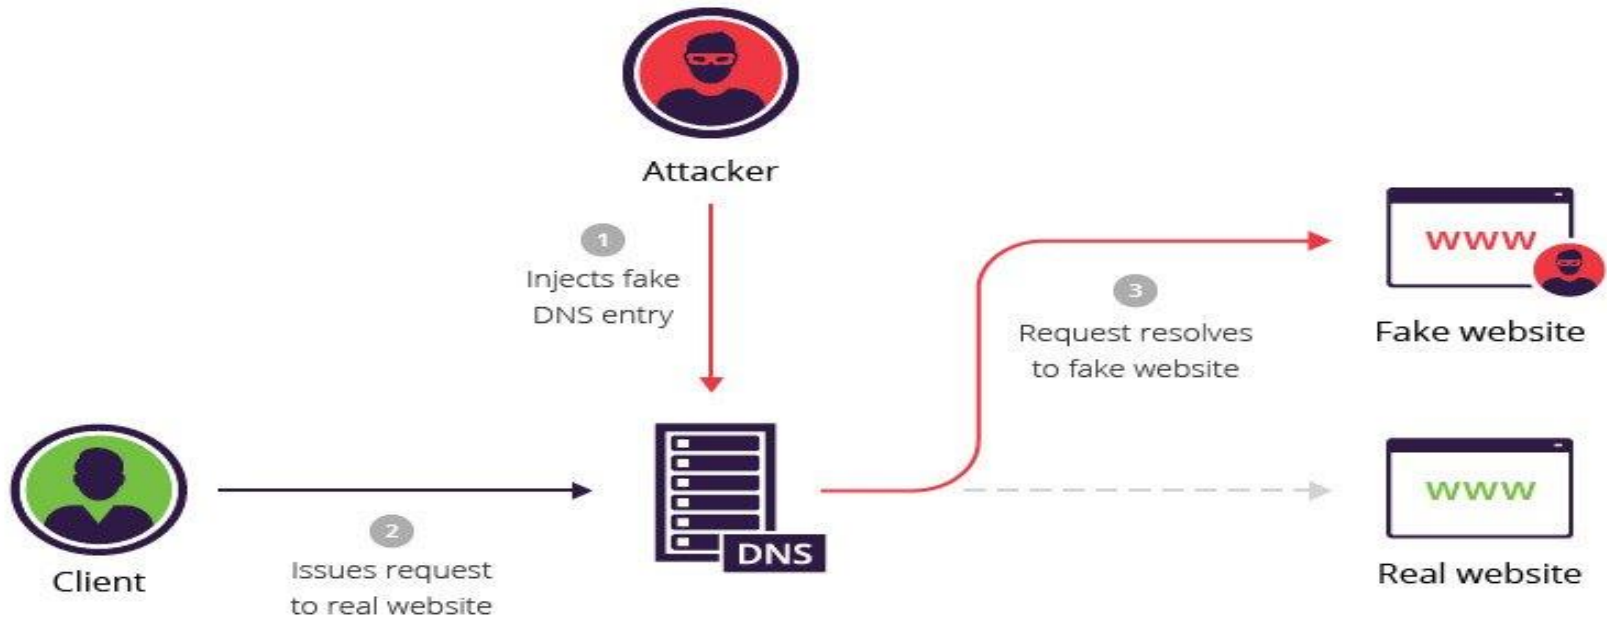 Attacker
1
Injects fake
DNS entry
www
3
Request resolves
to fake website
Fake website
Client
2
Issues request
to real website
DNS
www
Real website